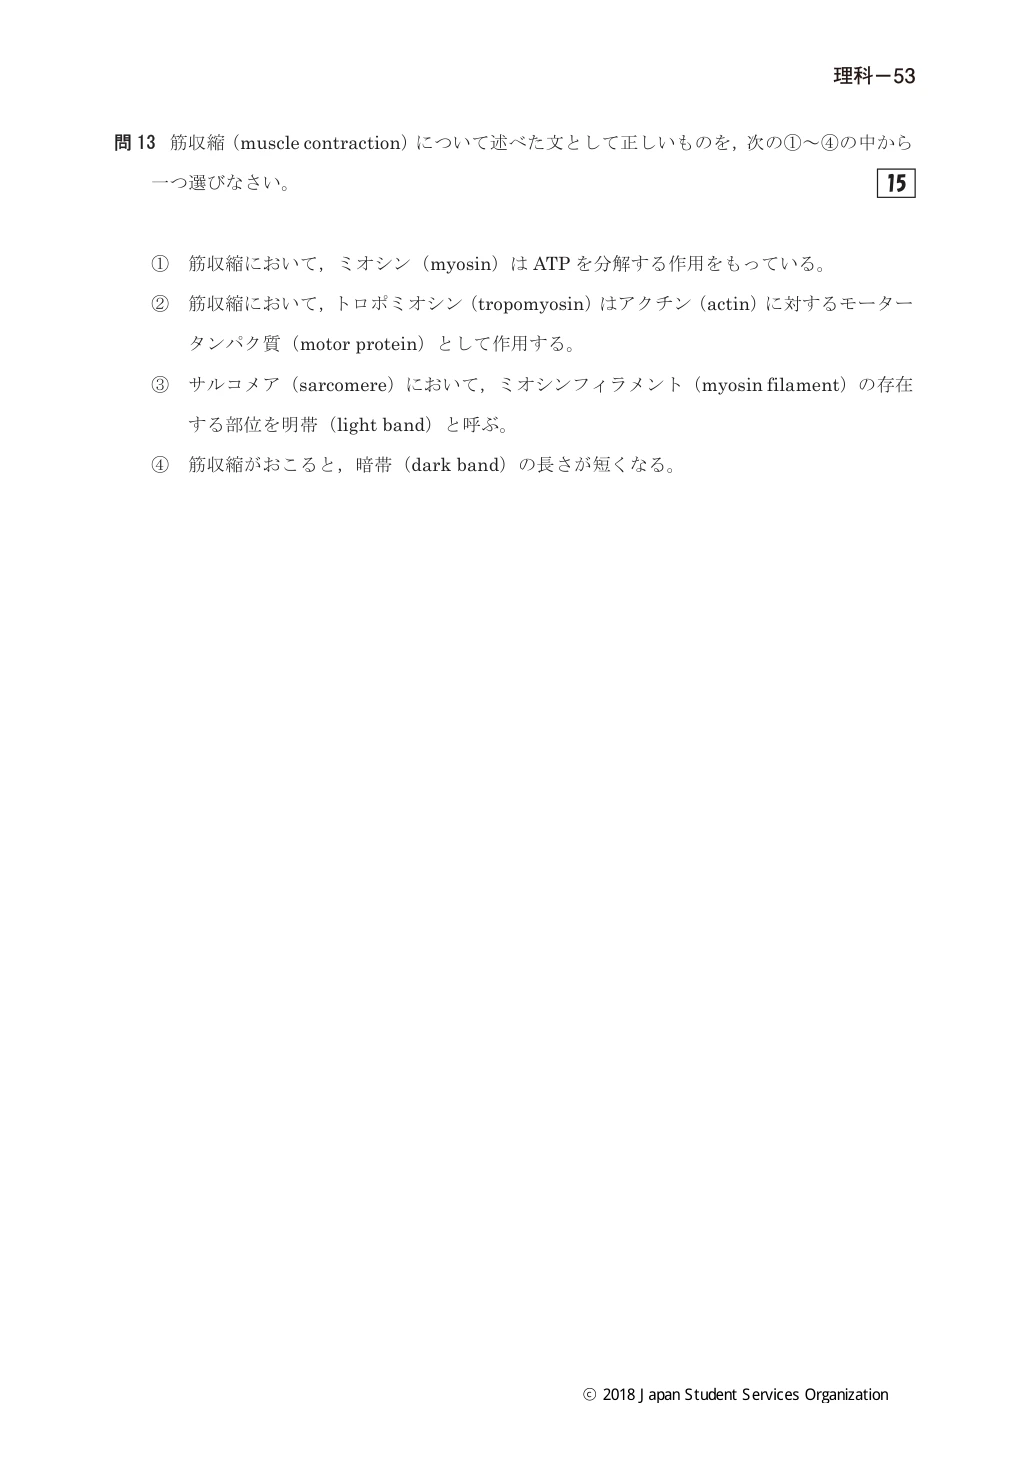 理科－53
問 13 筋収縮（muscle contraction）について述べた文として正しいものを，次の①～④の中から
一つ選びなさい。 15
① 筋収縮において，ミオシン（myosin）は ATP を分解する作用をもっている。
② 筋収縮において，トロポミオシン（tropomyosin）はアクチン（actin）に対するモーター
タンパク質（motor protein）として作用する。
③ サルコメア（sarcomere）において，ミオシンフィラメント（myosin filament）の存在
する部位を明帯（light band）と呼ぶ。
④ 筋収縮がおこると，暗帯（dark band）の長さが短くなる。
© 2018 Japan Student Services Organization